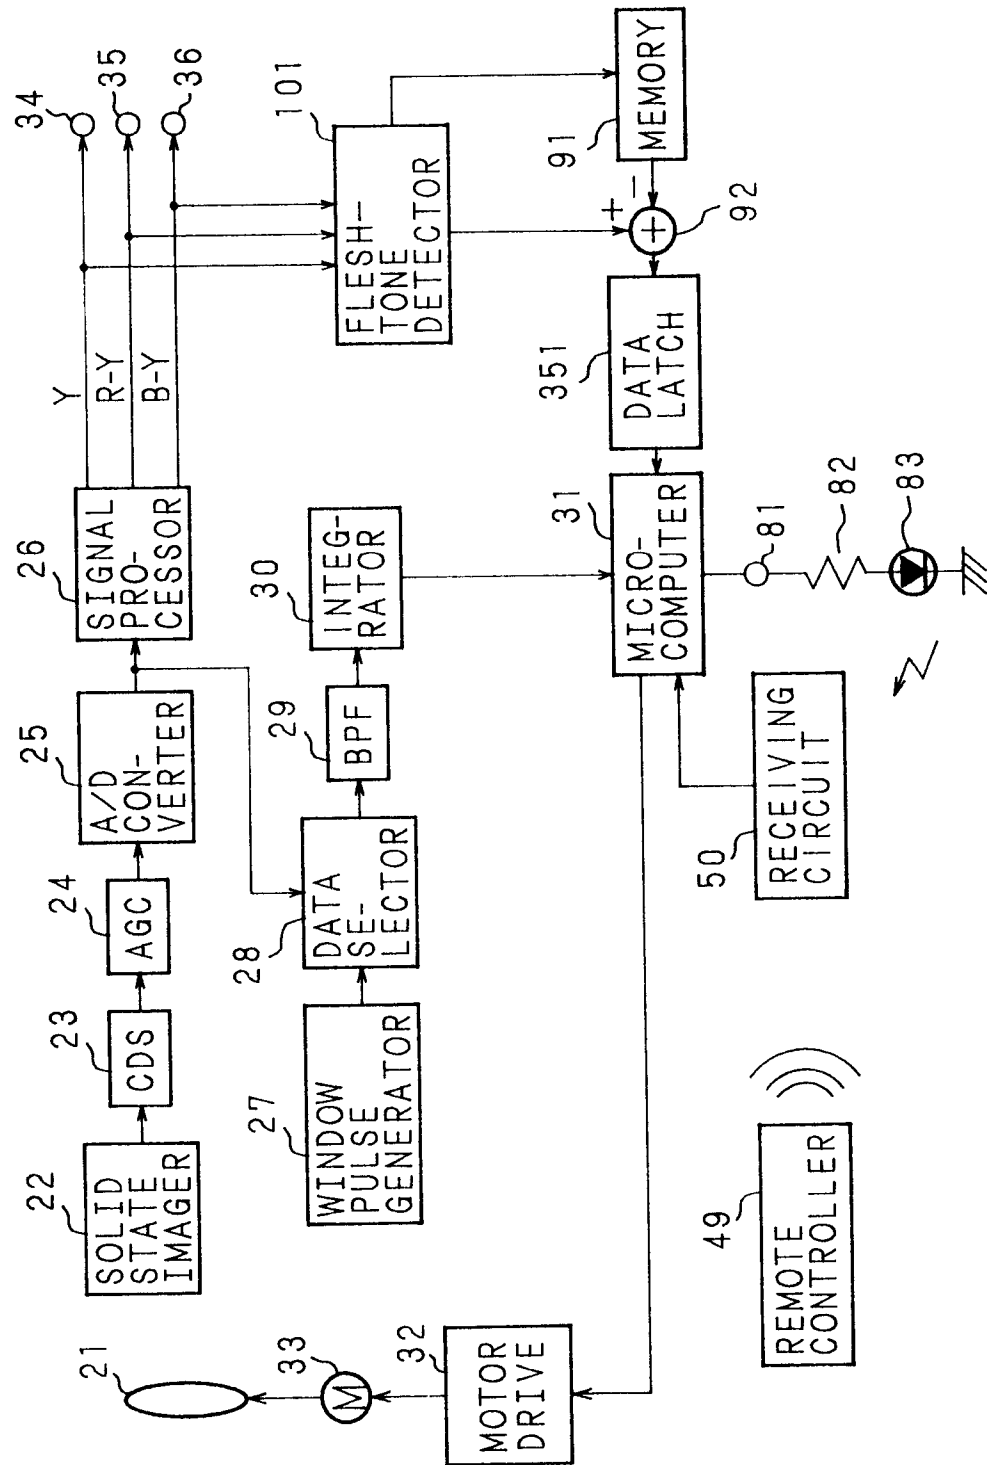 21
22
SOLID
STATE
IMAGER
23
CDS
24
AGC
25
A/D
CON-
VERTER
26
SIGNAL
PRO-
CESSOR
Y
R-Y
B-Y
34
35
36
33
M
32
MOTOR
DRIVE
27
WINDOW
PULSE
GENERATOR
28
DATA
SE-
LECTOR
29
BPF
30
INTEG-
RATOR
101
FLESH-
TONE
DETECTOR
91
MEMORY
+
-
+
92
351
DATA
LATCH
31
MICRO-
COMPUTER
81
82
83
50
RECEIVING
CIRCUIT
49
REMOTE
CONTROLLER